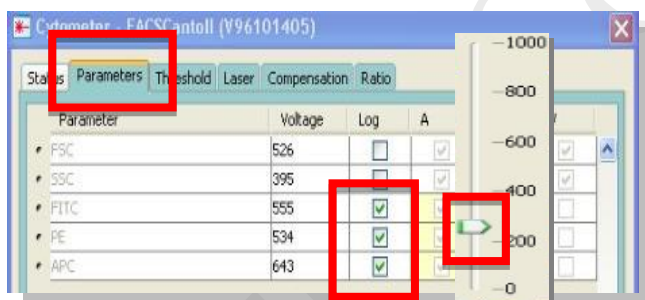 Cytometer - FACSCantoII (V96101405)
Status Parameters Threshold Laser Compensation Ratio
Parameter Voltage Log A
FSC 526
SSC 395
FITC 555
PE 534
APC 643
1000
800
600
400
200
0